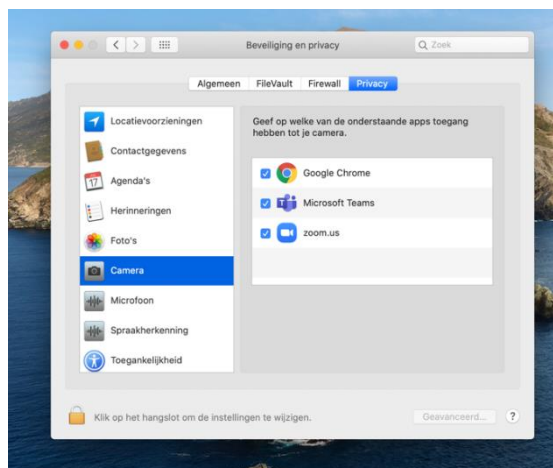 Beveiliging en privacy
Zoek
Algemeen FileVault Firewall Privacy
Locatievoorzieningen
Contactgegevens
17
Agenda's
Herinneringen
Foto's
Camera
Microfoon
Spraakherkenning
Toegankelijkheid
Geef op welke van de onderstaande apps toegang
hebben tot je camera.
Google Chrome
Microsoft Teams
zoom.us
Klik op het hangslot om de instellingen te wijzigen.
Geavanceerd...
?